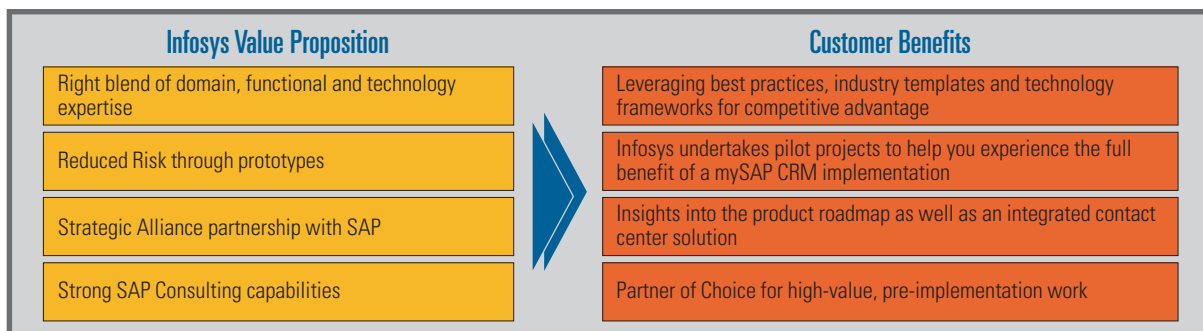 Infosys Value Proposition
Right blend of domain, functional and technology
expertise
Reduced Risk through prototypes
Strategic Alliance partnership with SAP
Strong SAP Consulting capabilities
Customer Benefits
Leveraging best practices, industry templates and technology
frameworks for competitive advantage
Infosys undertakes pilot projects to help you experience the full
benefit of a mySAP CRM implementation
Insights into the product roadmap as well as an integrated contact
center solution
Partner of Choice for high-value, pre-implementation work